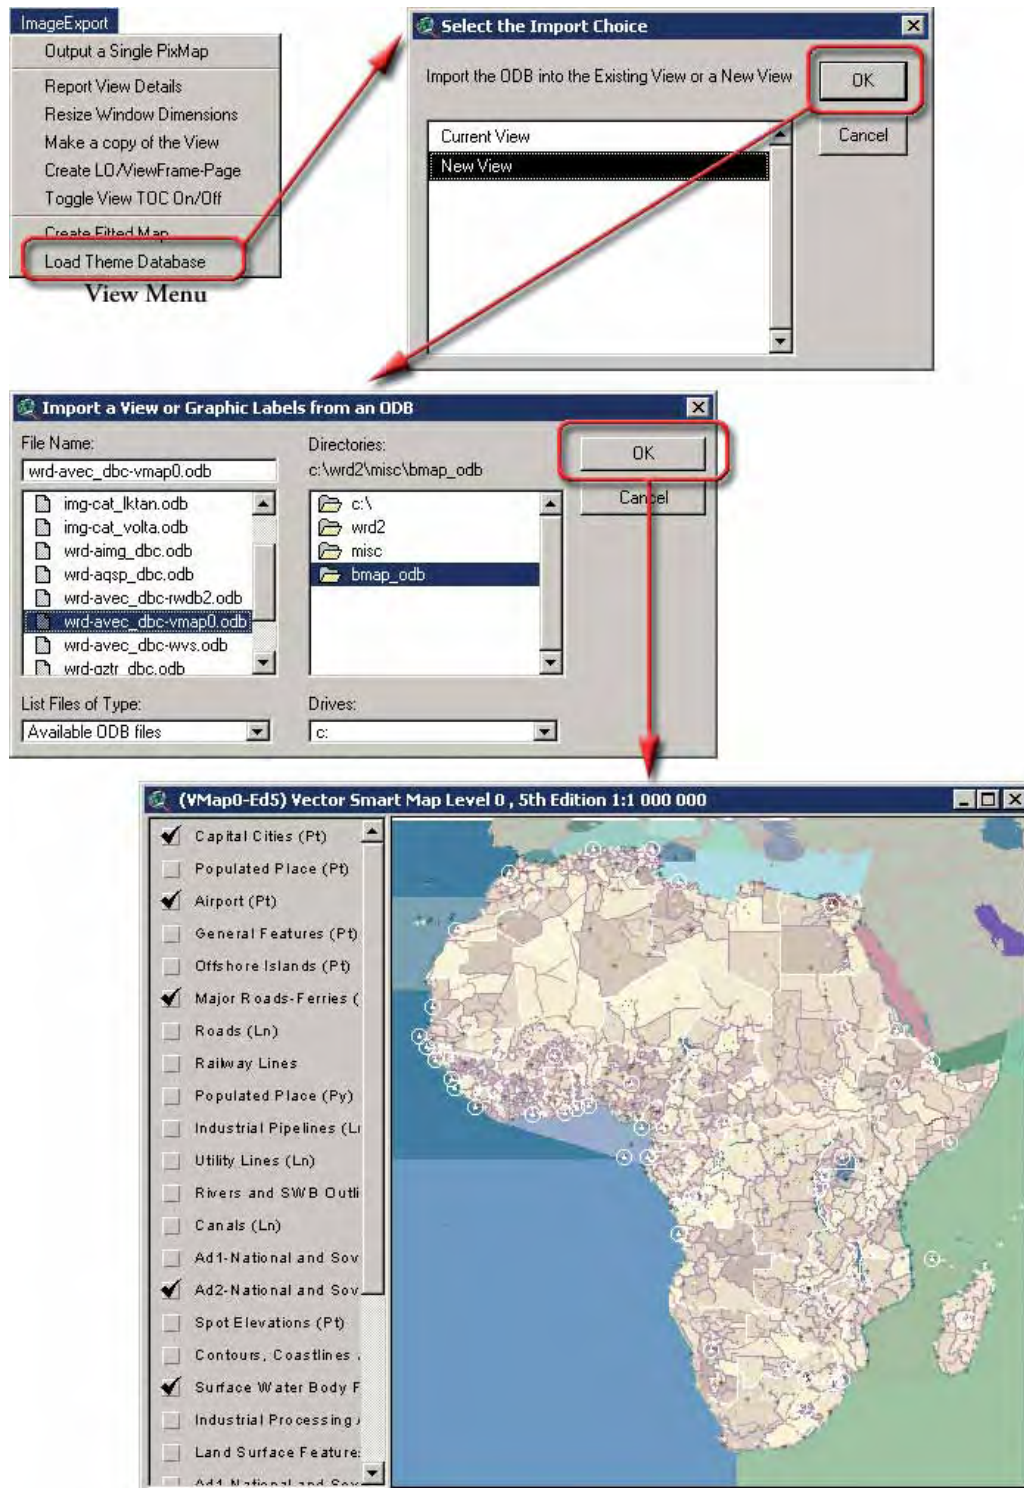 ImageExport
Output a Single PixMap
Report View Details
Resize Window Dimensions
Make a copy of the View
Create LO/ViewFrame-Page
Toggle View TOC On/Off
Create Fitted Map
Load Theme Database
View Menu
Select the Import Choice
Import the ODB into the Existing View or a New View
OK
Cancel
Current View
New View
Import a View or Graphic Labels from an ODB
File Name:
wrd-avec_dbc-vmap0.odb
img-cat_lktan.odb
img-cat_volta.odb
wrd-aimg_dbc.odb
wrd-aqsp_dbc.odb
wrd-avec_dbc-rwdb2.odb
wrd-avec_dbc-vmap0.odb
wrd-avec_dbc-wvs.odb
wrd-gztr_dbc.odb
List Files of Type:
Available ODB files
Directories:
c:\wrd2\misc\bmap_odb
c:\
wrd2
misc
bmap_odb
Drives:
c:
OK
Cancel
(VMap0-Ed5) Vector Smart Map Level 0 , 5th Edition 1:1 000 000
Capital Cities (Pt)
Populated Place (Pt)
Airport (Pt)
General Features (Pt)
Offshore Islands (Pt)
Major Roads-Ferries (
Roads (Ln)
Railway Lines
Populated Place (Py)
Industrial Pipelines (Ln
Utility Lines (Ln)
Rivers and SWB Outli
Canals (Ln)
Ad1-National and Sov
Ad2-National and Sov
Spot Elevations (Pt)
Contours, Coastlines
Surface Water Body F
Industrial Processing
Land Surface Feature
Ad1-National and Sov